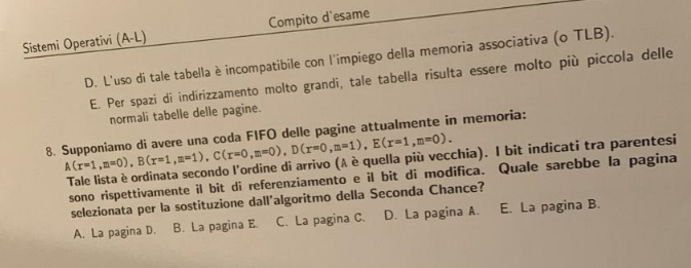 Sistemi Operativi (A-L)
Compito d'esame
D. L'uso di tale tabella è incompatibile con l'impiego della memoria associativa (o TLB).
E. Per spazi di indirizzamento molto grandi, tale tabella risulta essere molto più piccola delle
normali tabelle delle pagine.
8. Supponiamo di avere una coda FIFO delle pagine attualmente in memoria:
A(r=1,m=0), B(r=1,m=1), C(r=0,m=0), D(r=0,m=1), E(r=1,m=0).
Tale lista è ordinata secondo l'ordine di arrivo (A è quella più vecchia). I bit indicati tra parentesi
sono rispettivamente il bit di referenziamento e il bit di modifica. Quale sarebbe la pagina
selezionata per la sostituzione dall'algoritmo della Seconda Chance?
A. La pagina D. B. La pagina E. C. La pagina C. D. La pagina A. E. La pagina B.